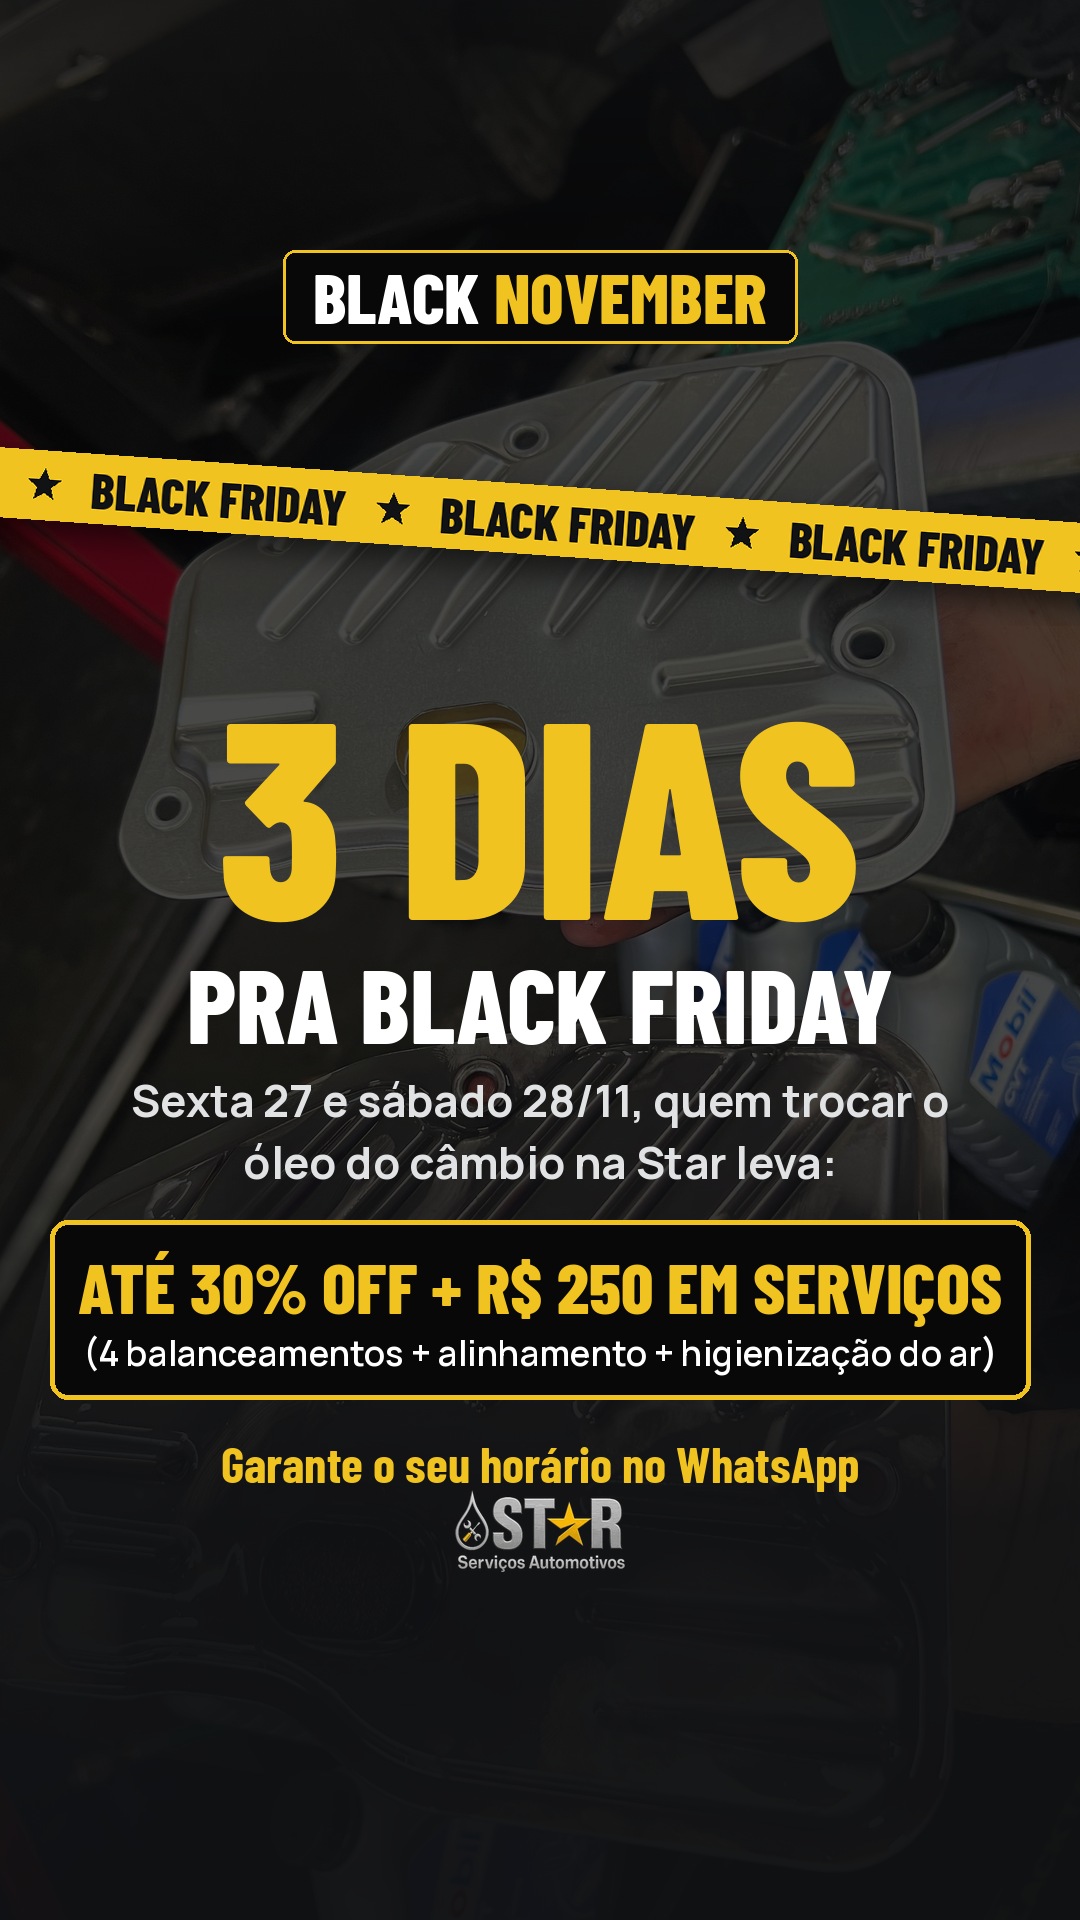 BLACK NOVEMBER
★ BLACK FRIDAY ★ BLACK FRIDAY ★ BLACK FRIDAY
3 DIAS
PRA BLACK FRIDAY
Mobil
CVT
Sexta 27 e sábado 28/11, quem trocar o
óleo do câmbio na Star leva:
ATÉ 30% OFF + R$ 250 EM SERVIÇOS
(4 balanceamentos + alinhamento + higienização do ar)
Garante o seu horário no WhatsApp
STAR
Serviços Automotivos